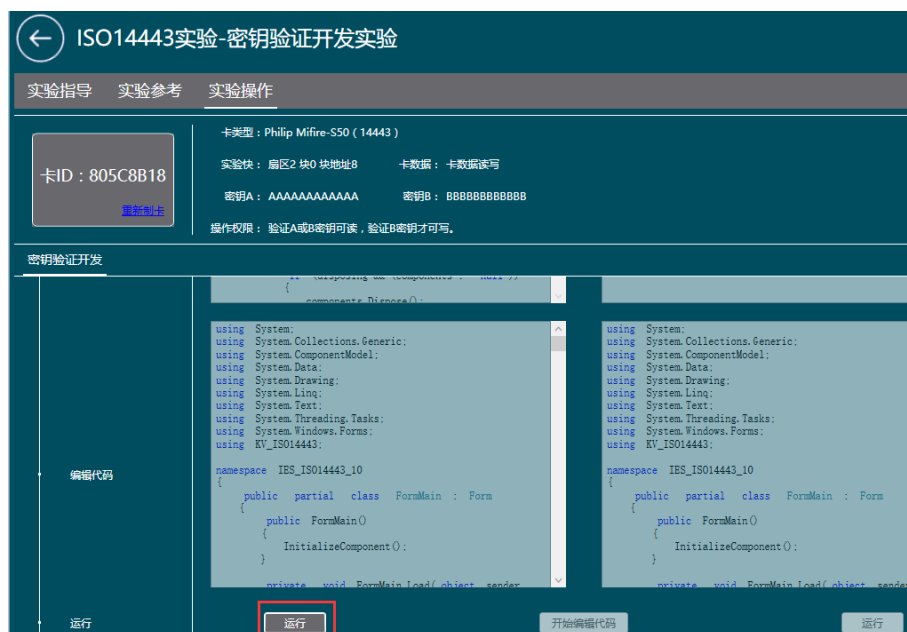 ISO14443实验-密钥验证开发实验
实验指导 实验参考 实验操作
卡ID：805C8B18
重新制卡
卡类型：Philip Mifire-S50（14443）
实验快： 扇区2 块0 块地址8 卡数据： 卡数据读写
密钥A： AAAAAAAAAAAA 密钥B： BBBBBBBBBBBB
操作权限： 验证A或B密钥可读，验证B密钥才可写。
密钥验证开发
{
components.Dispose();
编辑代码
using System;
using System.Collections.Generic;
using System.ComponentModel;
using System.Data;
using System.Drawing;
using System.Linq;
using System.Text;
using System.Threading.Tasks;
using System.Windows.Forms;
using KV_ISO14443;
namespace IES_ISO14443_10
{
public partial class FormMain : Form
{
public FormMain()
{
InitializeComponent();
}
private void FormMain_Load( object sender
using System;
using System.Collections.Generic;
using System.ComponentModel;
using System.Data;
using System.Drawing;
using System.Linq;
using System.Text;
using System.Threading.Tasks;
using System.Windows.Forms;
using KV_ISO14443;
namespace IES_ISO14443_10
{
public partial class FormMain : Form
{
public FormMain()
{
InitializeComponent();
}
private void FormMain_Load( object sende
运行 运行 开始编辑代码 运行